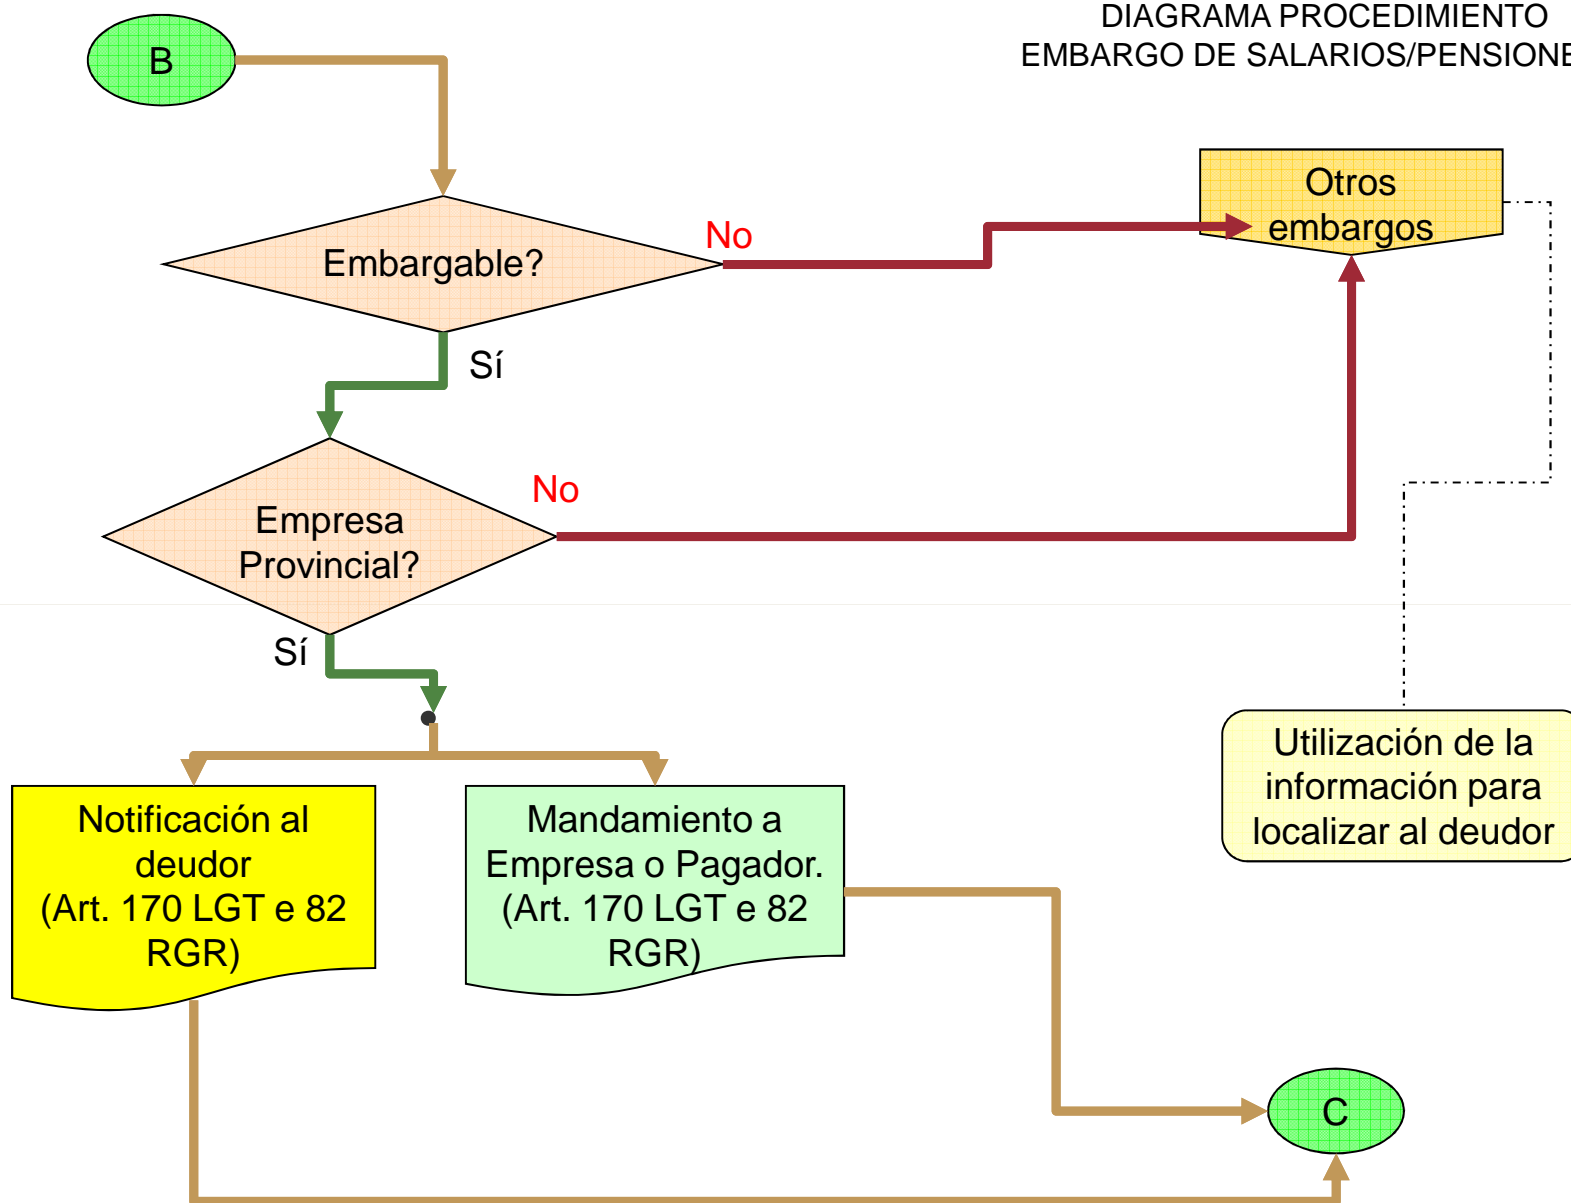 DIAGRAMA PROCEDIMIENTO
EMBARGO DE SALARIOS/PENSIONE
B
Otros
embargos
No
Embargable?
Sí
No
Empresa
Provincial?
Sí
Utilización de la
información para
localizar al deudor
Notificación al
deudor
(Art. 170 LGT e 82
RGR)
Mandamiento a
Empresa o Pagador.
(Art. 170 LGT e 82
RGR)
C